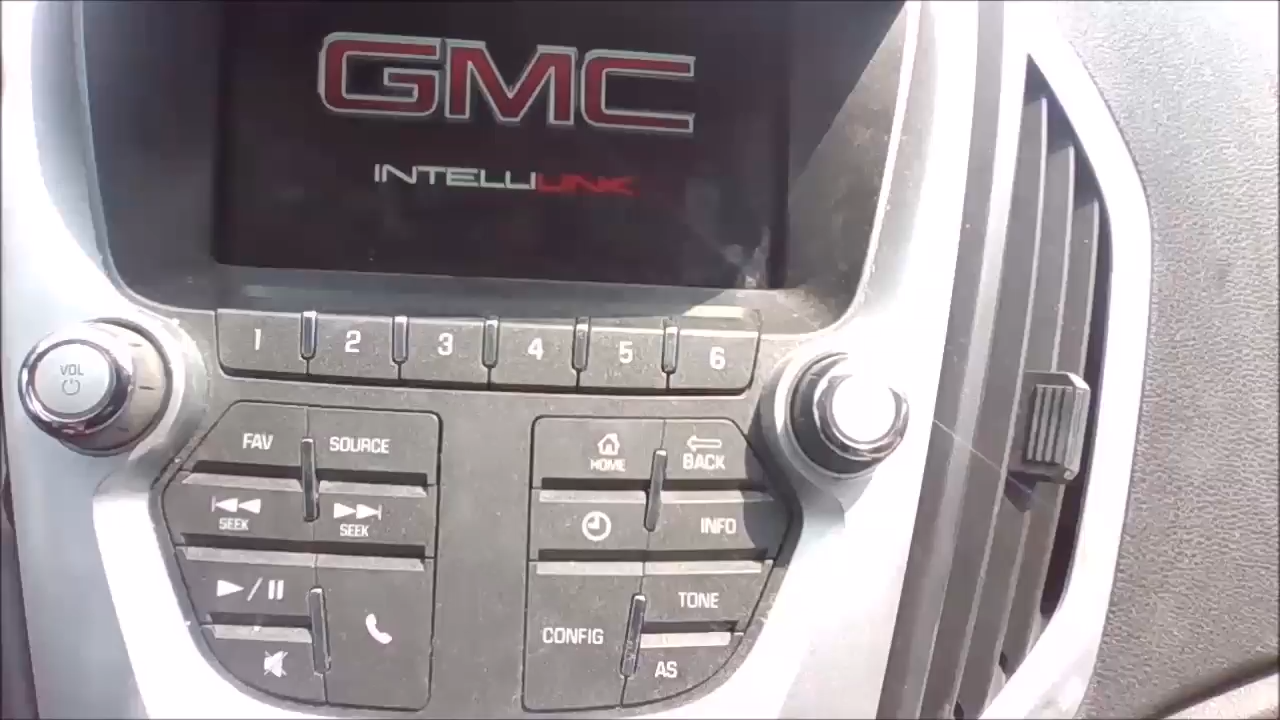 GMC
INTELLILINK
1 2 3 4 5 6
VOL
FAV SOURCE
HOME BACK
SEEK SEEK
INFO
TONE
CONFIG
AS